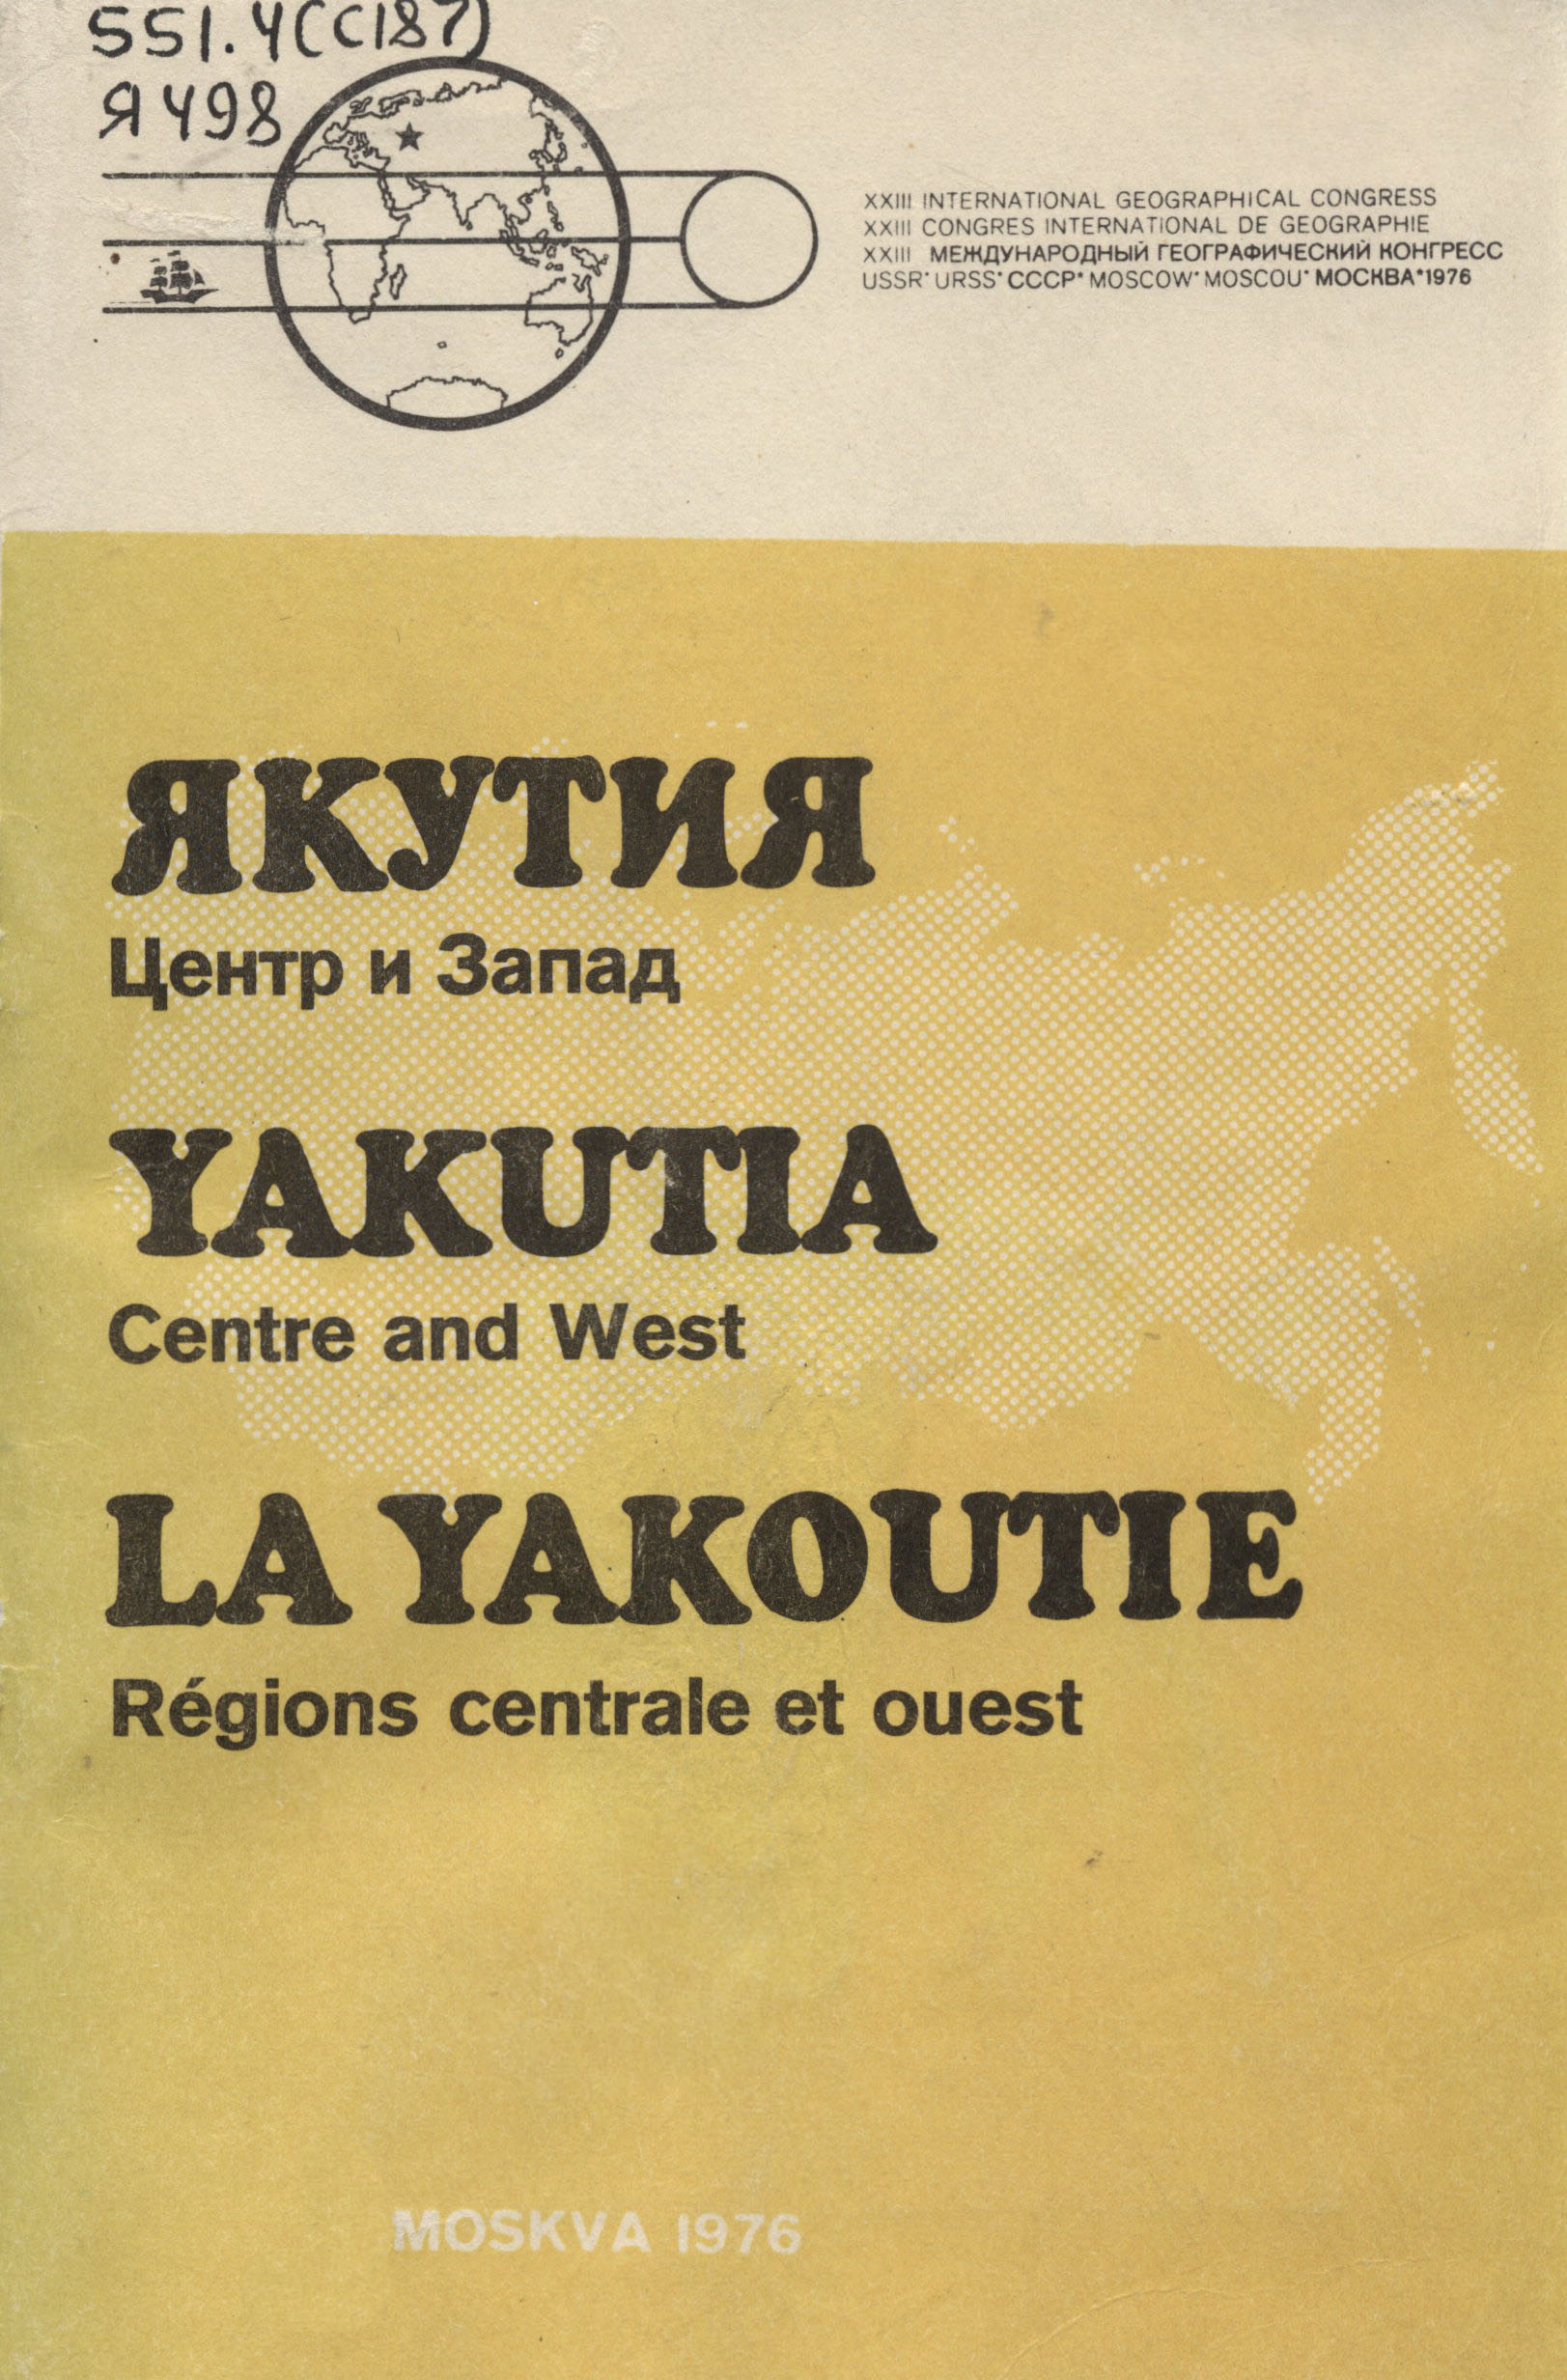 551.4(С187)
Я498
XXIII INTERNATIONAL GEOGRAPHICAL CONGRESS
XXIII CONGRES INTERNATIONAL DE GEOGRAPHIE
XXIII МЕЖДУНАРОДНЫЙ ГЕОГРАФИЧЕСКИЙ КОНГРЕСС
USSR*URSS*СССР*MOSCOW*MOSCOU*МОСКВА*1976
ЯКУТИЯ
Центр и Запад
YAKUTIA
Centre and West
LA YAKOUTIE
Régions centrale et ouest
MOSKVA 1976